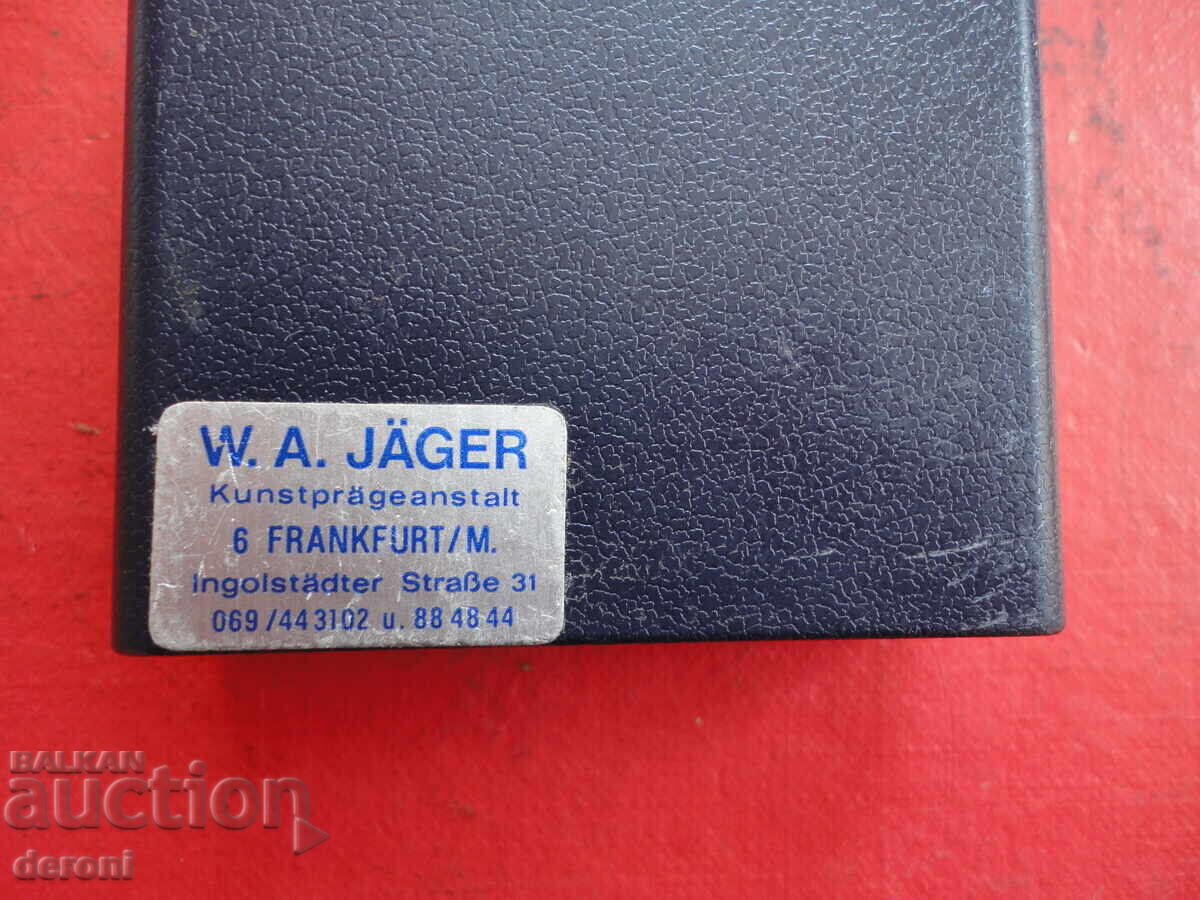 W. A. JÄGER
Kunstprägeanstalt
6 FRANKFURT/M.
Ingolstädter Straße 31
069/443102 u. 884844
BALKAN
auction
deroni